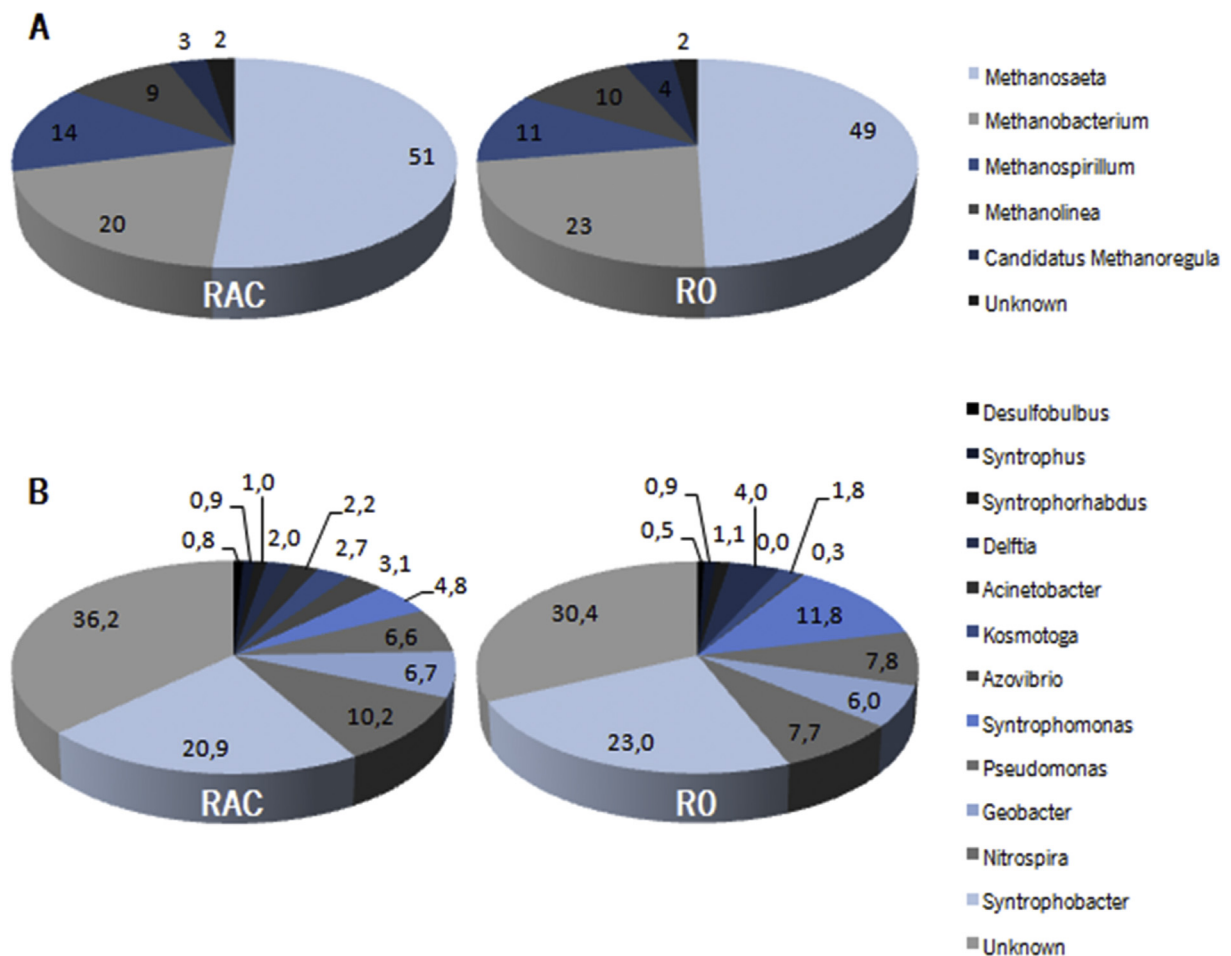 A
3 2
9
14
51
20
RAC
2
4
10
11
49
23
R0
Methanosaeta
Methanobacterium
Methanospirillum
Methanolinea
Candidatus Methanoregula
Unknown
B
1,0
0,9
2,2
0,8
2,0
2,7
3,1
4,8
36,2
6,6
6,7
10,2
20,9
RAC
0,9
4,0
1,8
0,5
1,1
0,0
0,3
30,4
11,8
7,8
6,0
7,7
23,0
R0
Desulfobulbus
Syntrophus
Syntrophorhabdus
Delftia
Acinetobacter
Kosmotoga
Azovibrio
Syntrophomonas
Pseudomonas
Geobacter
Nitrospira
Syntrophobacter
Unknown